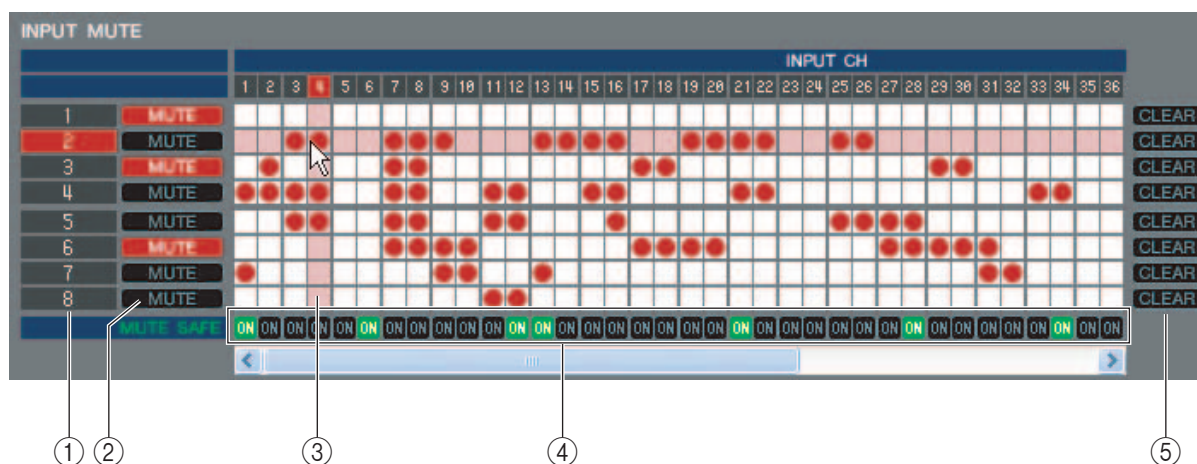 INPUT MUTE
INPUT CH
1 2 3 4 5 6 7 8 9 10 11 12 13 14 15 16 17 18 19 20 21 22 23 24 25 26 27 28 29 30 31 32 33 34 35 36
1 MUTE CLEAR
2 MUTE CLEAR
3 MUTE CLEAR
4 MUTE CLEAR
5 MUTE CLEAR
6 MUTE CLEAR
7 MUTE CLEAR
8 MUTE CLEAR
MUTE SAFE ON ON ON ON ON ON ON ON ON ON ON ON ON ON ON ON ON ON ON ON ON ON ON ON ON ON ON ON ON ON ON ON ON ON ON ON
① ② ③ ④ ⑤